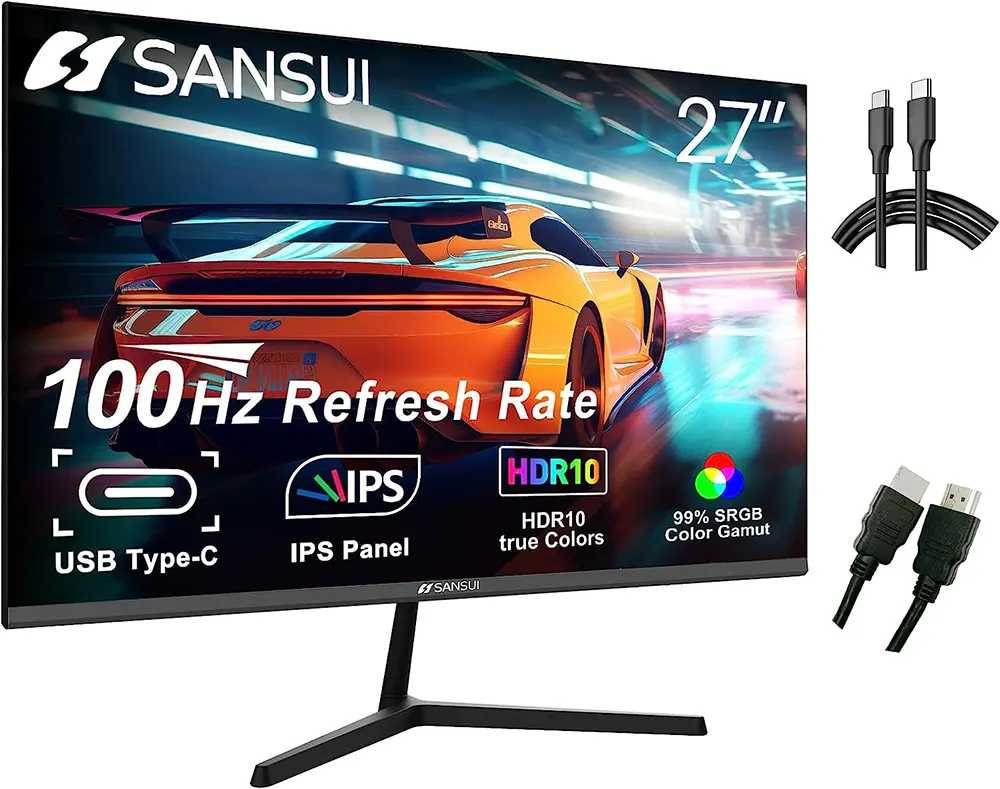 SANSUI
27"
100Hz Refresh Rate
USB Type-C
IPS
IPS Panel
HDR10
HDR10
true Colors
99% SRGB
Color Gamut
SANSUI